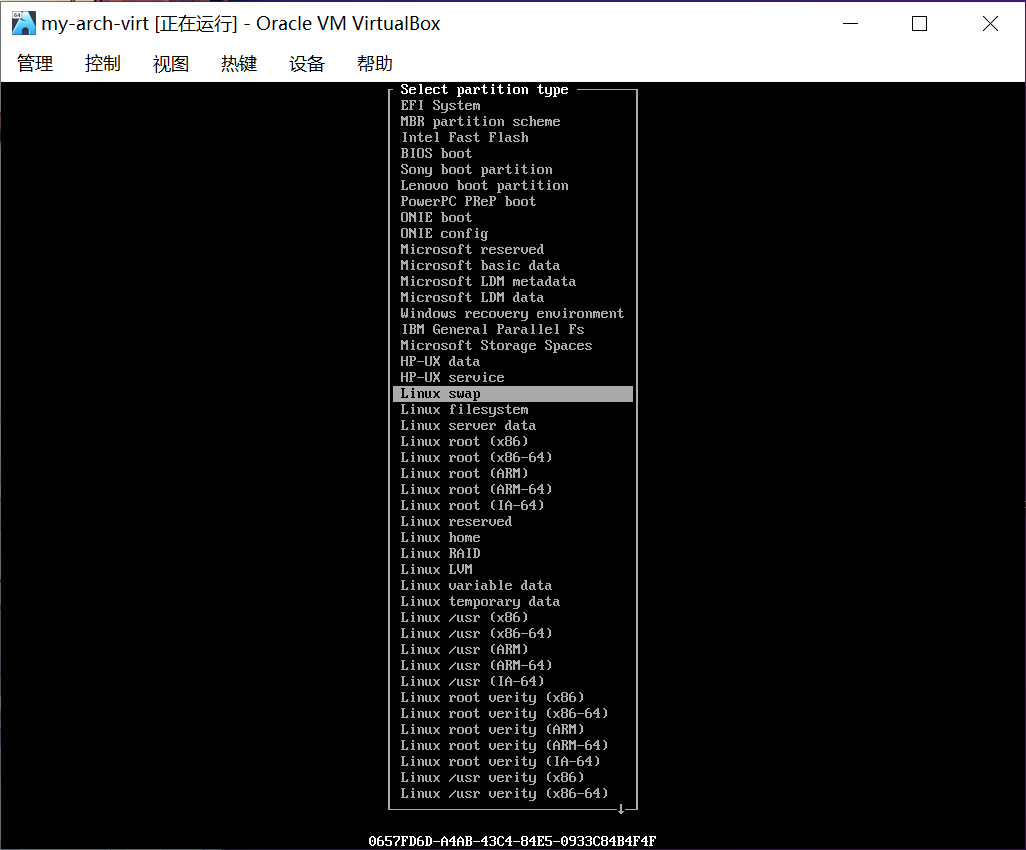 my-arch-virt [正在运行] - Oracle VM VirtualBox
管理 控制 视图 热键 设备 帮助
Select partition type
EFI System
MBR partition scheme
Intel Fast Flash
BIOS boot
Sony boot partition
Lenovo boot partition
PowerPC PReP boot
ONIE boot
ONIE config
Microsoft reserved
Microsoft basic data
Microsoft LDM metadata
Microsoft LDM data
Windows recovery environment
IBM General Parallel Fs
Microsoft Storage Spaces
HP-UX data
HP-UX service
Linux swap
Linux filesystem
Linux server data
Linux root (x86)
Linux root (x86-64)
Linux root (ARM)
Linux root (ARM-64)
Linux root (IA-64)
Linux reserved
Linux home
Linux RAID
Linux LVM
Linux variable data
Linux temporary data
Linux /usr (x86)
Linux /usr (x86-64)
Linux /usr (ARM)
Linux /usr (ARM-64)
Linux /usr (IA-64)
Linux root verity (x86)
Linux root verity (x86-64)
Linux root verity (ARM)
Linux root verity (ARM-64)
Linux root verity (IA-64)
Linux /usr verity (x86)
Linux /usr verity (x86-64)
0657FD6D-A4AB-43C4-84E5-0933C84B4F4F